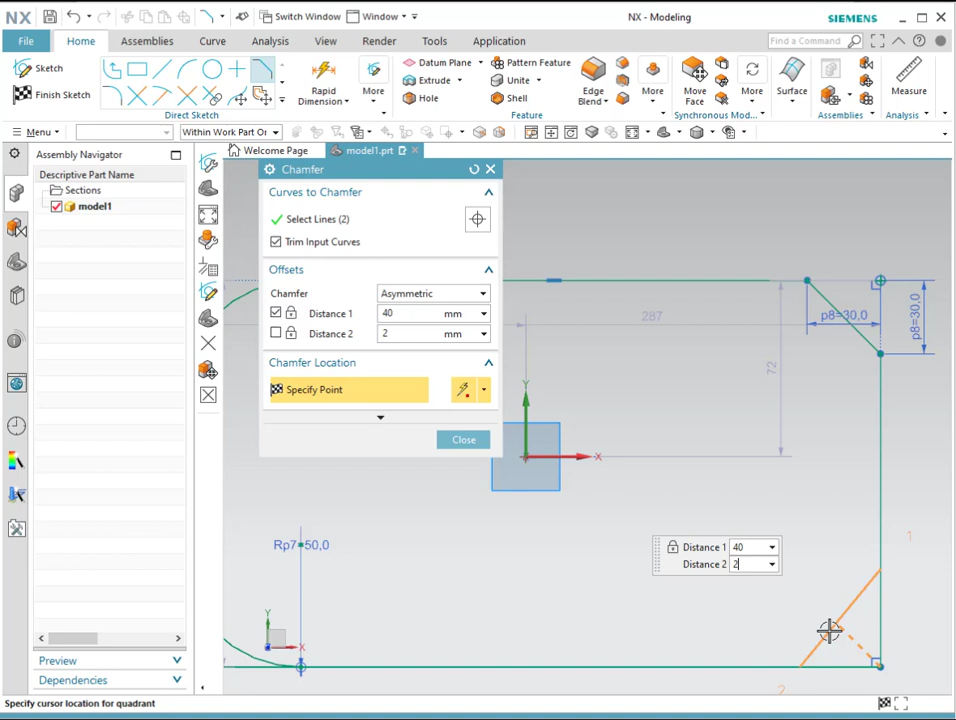 NX
Switch Window
Window
NX - Modeling
SIEMENS
File
Home
Assemblies
Curve
Analysis
View
Render
Tools
Application
Find a Command
Sketch
Finish Sketch
Direct Sketch
Rapid
Dimension
More
Datum Plane
Extrude
Hole
Pattern Feature
Unite
Shell
Edge
Blend
More
Feature
Move
Face
More
Synchronous Mod...
Surface
Assemblies
Measure
Analysis
Menu
Within Work Part Or
Assembly Navigator
Descriptive Part Name
Sections
model1
Preview
Dependencies
Welcome Page
model1.prt
Chamfer
Curves to Chamfer
Select Lines (2)
Trim Input Curves
Offsets
Chamfer
Asymmetric
Distance 1
40
mm
Distance 2
2
mm
Chamfer Location
Specify Point
Close
287
72
p8=30,0
p8=30,0
Y
X
Rp7=50,0
Y
X
Distance 1 40
Distance 2 2
1
2
Specify cursor location for quadrant